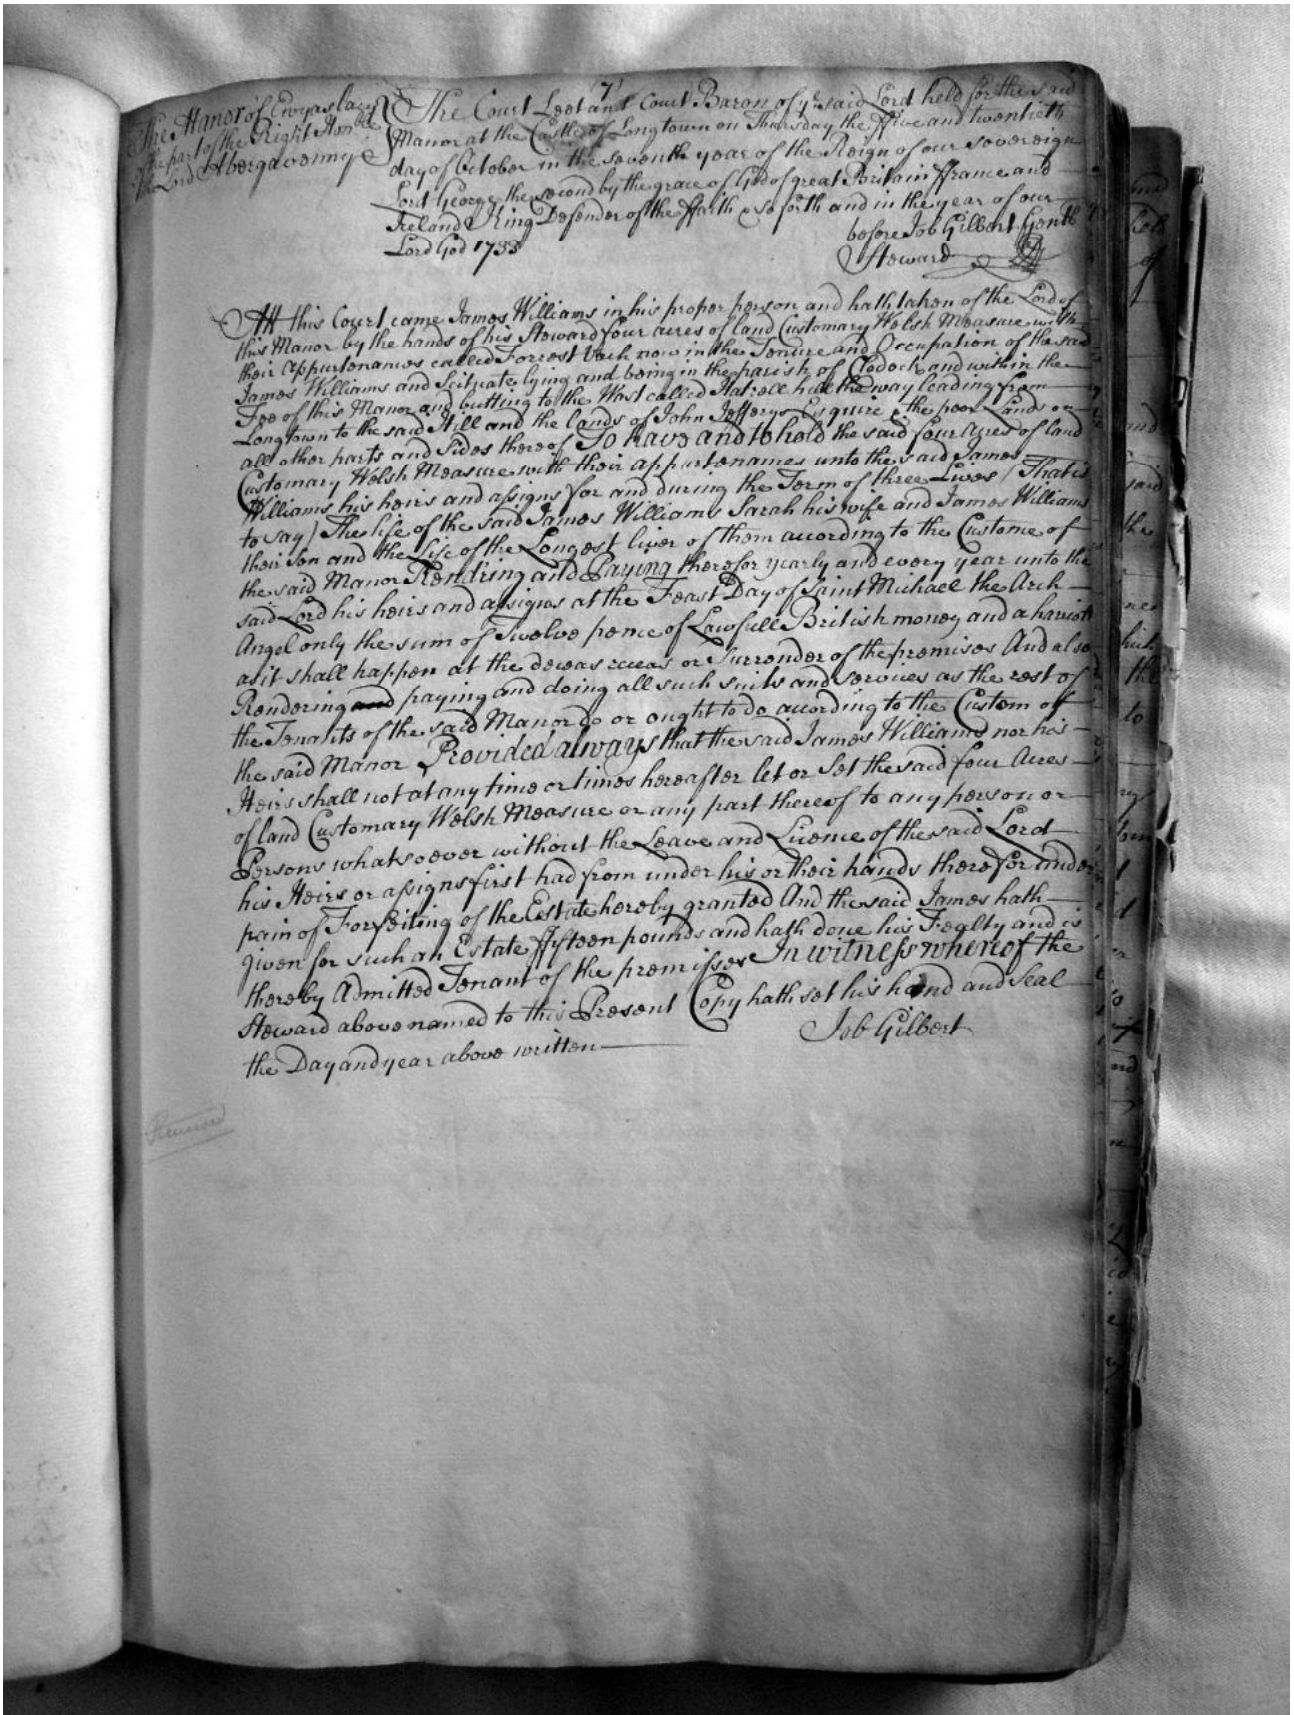 7
The Manor of Ewyas lacy
of the part of the Right Honble
the Lord Abergavenny
The Court Leet and Court Baron of ye said Lord held for the said
Manor at the Castle of Longtown on Thursday the ffive and twentieth
day of October in the seventh year of the Reign of our sovereign
Lord George the second by the grace of God of great Britain ffrance and
Ireland King Defender of the ffaith & so forth and in the year of our
Lord God 1733
before Job Gilbert Gentl
Steward
Att this Court came James Williams in his proper person and hath taken of the Lord of
this Manor by the hands of his Steward four acres of land Customary Welsh Measure with
their appurtenances called Forrest Vach now in the Tenure and Occupation of the said
James Williams and Scituate lying and being in the parish of Clodock and within the
Fee of this Manor and butting to the Wast called Hatrell hill the way leading from
Longtown to the said Hill and the lands of John Jefferys Esquire & the poor Lands on
all other parts and Sides thereof To have and to hold the said four Acres of land
Customary Welsh Measure with their appurtenances unto the said James
Williams his heirs and assigns for and during the Term of three Lives (That is
to say) The life of the said James Williams Sarah his wife and James Williams
their Son and the Life of the Longest liver of them according to the Custome of
the said Manor Rendring and Paying therefor yearly and every year unto the
said Lord his heirs and assigns at the Feast Day of Saint Michael the Arch
Angel only the sum of Twelve pence of Lawfull British money and a hariott
as it shall happen at the deceas or Surrender of the premises And also
Rendering and paying and doing all such suits and services as the rest of
the Tenants of the said Manor do or ought to do according to the Custom of
the said Manor Provided always that the said James Williams nor his
Heirs shall not at any time or times hereafter let or Set the said four Acres
of land Customary Welsh Measure or any part thereof to any person or
Persons whatsoever without the Leave and Licence of the said Lord
his Heirs or assigns first had from under his or their hands therefor under
pain of Forfeiting of the Estate hereby granted And the said James hath
given for such an Estate ffifteen pounds and hath done his Fealty and is
thereby Admitted Tenant of the premisses In witness whereof the
Steward above named to this Present Copy hath set his hand and Seal
the Day and year above written
Job Gilbert